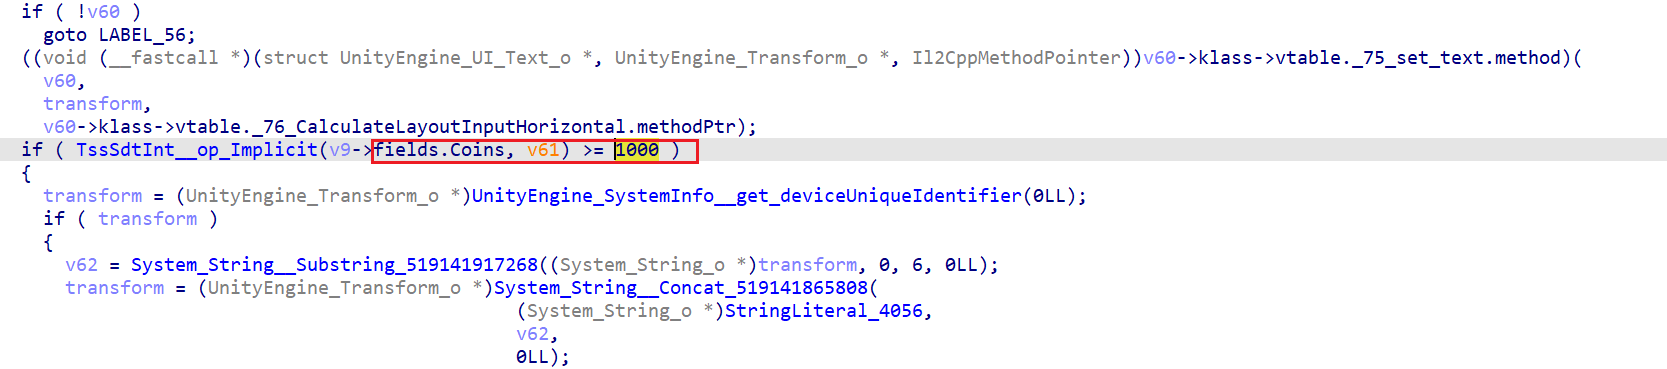 if ( !v60 )
goto LABEL_56;
((void (__fastcall *)(struct UnityEngine_UI_Text_o *, UnityEngine_Transform_o *, Il2CppMethodPointer))v60->klass->vtable._75_set_text.method)(
v60,
transform,
v60->klass->vtable._76_CalculateLayoutInputHorizontal.methodPtr);
if ( TssSdtInt__op_Implicit(v9->fields.Coins, v61) >= 1000 )
{
transform = (UnityEngine_Transform_o *)UnityEngine_SystemInfo__get_deviceUniqueIdentifier(0LL);
if ( transform )
{
v62 = System_String__Substring_519141917268((System_String_o *)transform, 0, 6, 0LL);
transform = (UnityEngine_Transform_o *)System_String__Concat_519141865808(
(System_String_o *)StringLiteral_4056,
v62,
0LL);